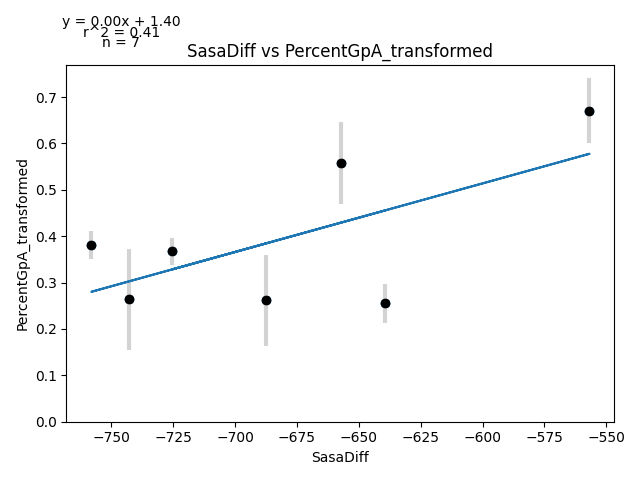 y = 0.00x + 1.40
r^2 = 0.41
n = 7
SasaDiff vs PercentGpA_transformed
PercentGpA_transformed
0.7
0.6
0.5
0.4
0.3
0.2
0.1
0.0
−750 −725 −700 −675 −650 −625 −600 −575 −550
SasaDiff